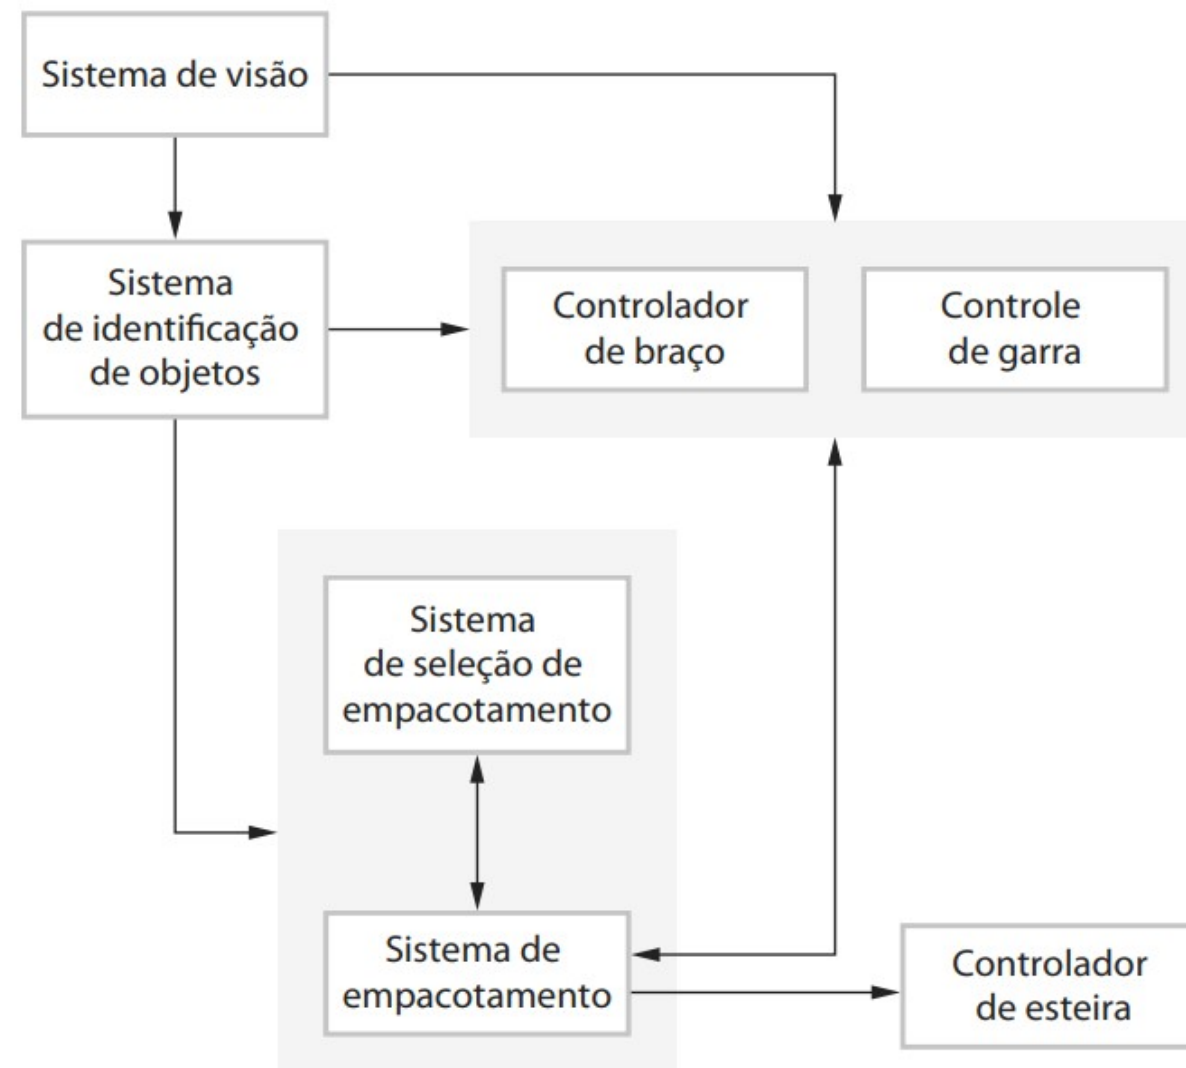 Sistema de visão
Sistema
de identificação
de objetos
Controlador
de braço
Controle
de garra
Sistema
de seleção de
empacotamento
Sistema de
empacotamento
Controlador
de esteira